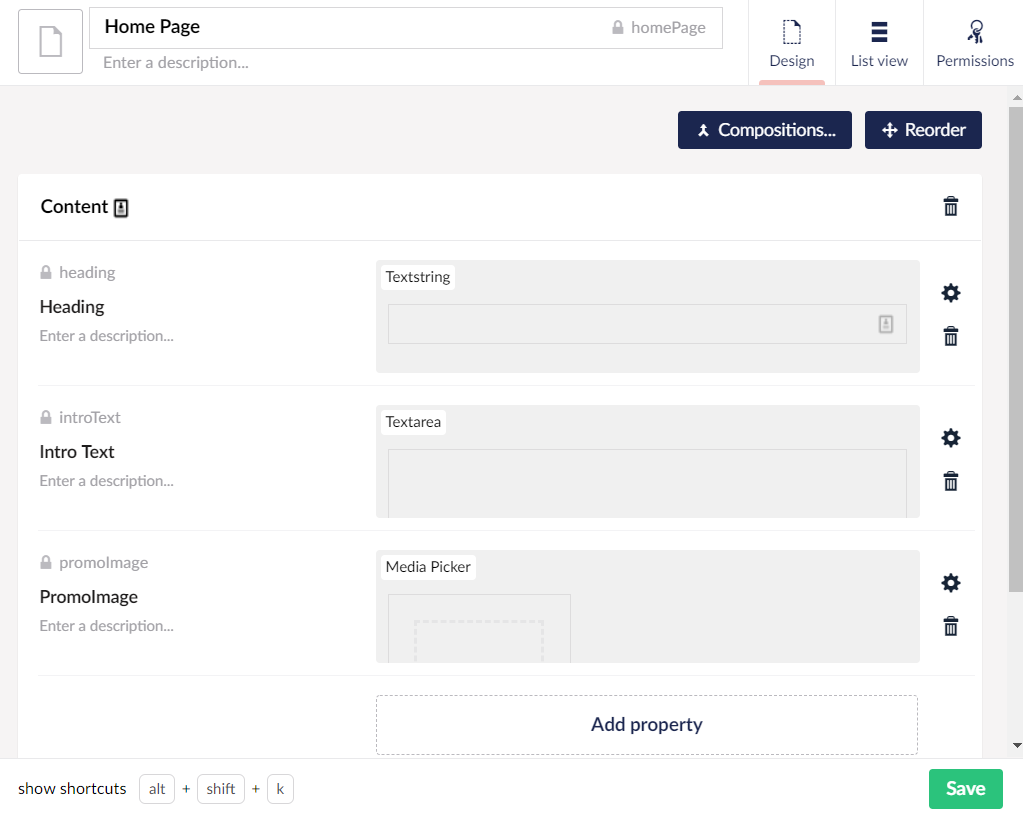 Home Page
homePage
Enter a description...
Design
List view
Permissions
Compositions...
Reorder
Content
heading
Heading
Enter a description...
Textstring
introText
Intro Text
Enter a description...
Textarea
promoImage
PromoImage
Enter a description...
Media Picker
Add property
show shortcuts alt + shift + k
Save